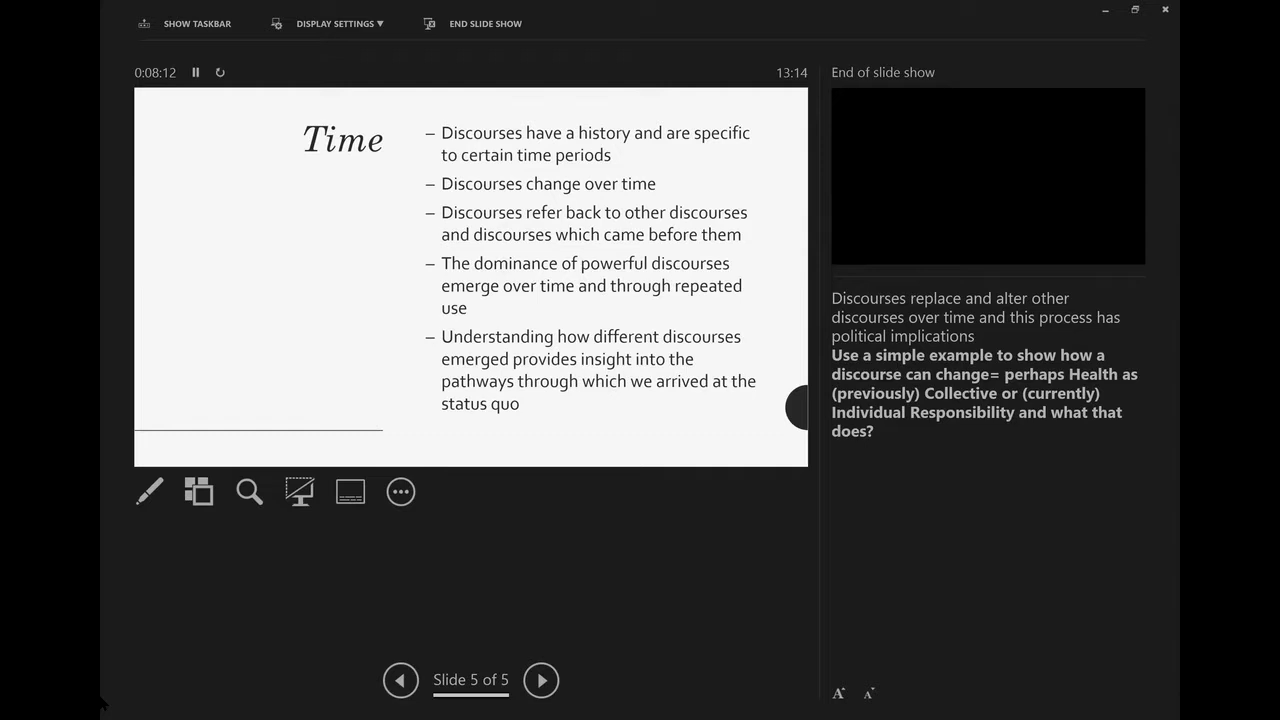 SHOW TASKBAR
DISPLAY SETTINGS ▼
END SLIDE SHOW
0:08:12
13:14
Time
– Discourses have a history and are specific
to certain time periods
– Discourses change over time
– Discourses refer back to other discourses
and discourses which came before them
– The dominance of powerful discourses
emerge over time and through repeated
use
– Understanding how different discourses
emerged provides insight into the
pathways through which we arrived at the
status quo
Slide 5 of 5
End of slide show
Discourses replace and alter other
discourses over time and this process has
political implications
Use a simple example to show how a
discourse can change= perhaps Health as
(previously) Collective or (currently)
Individual Responsibility and what that
does?
A A